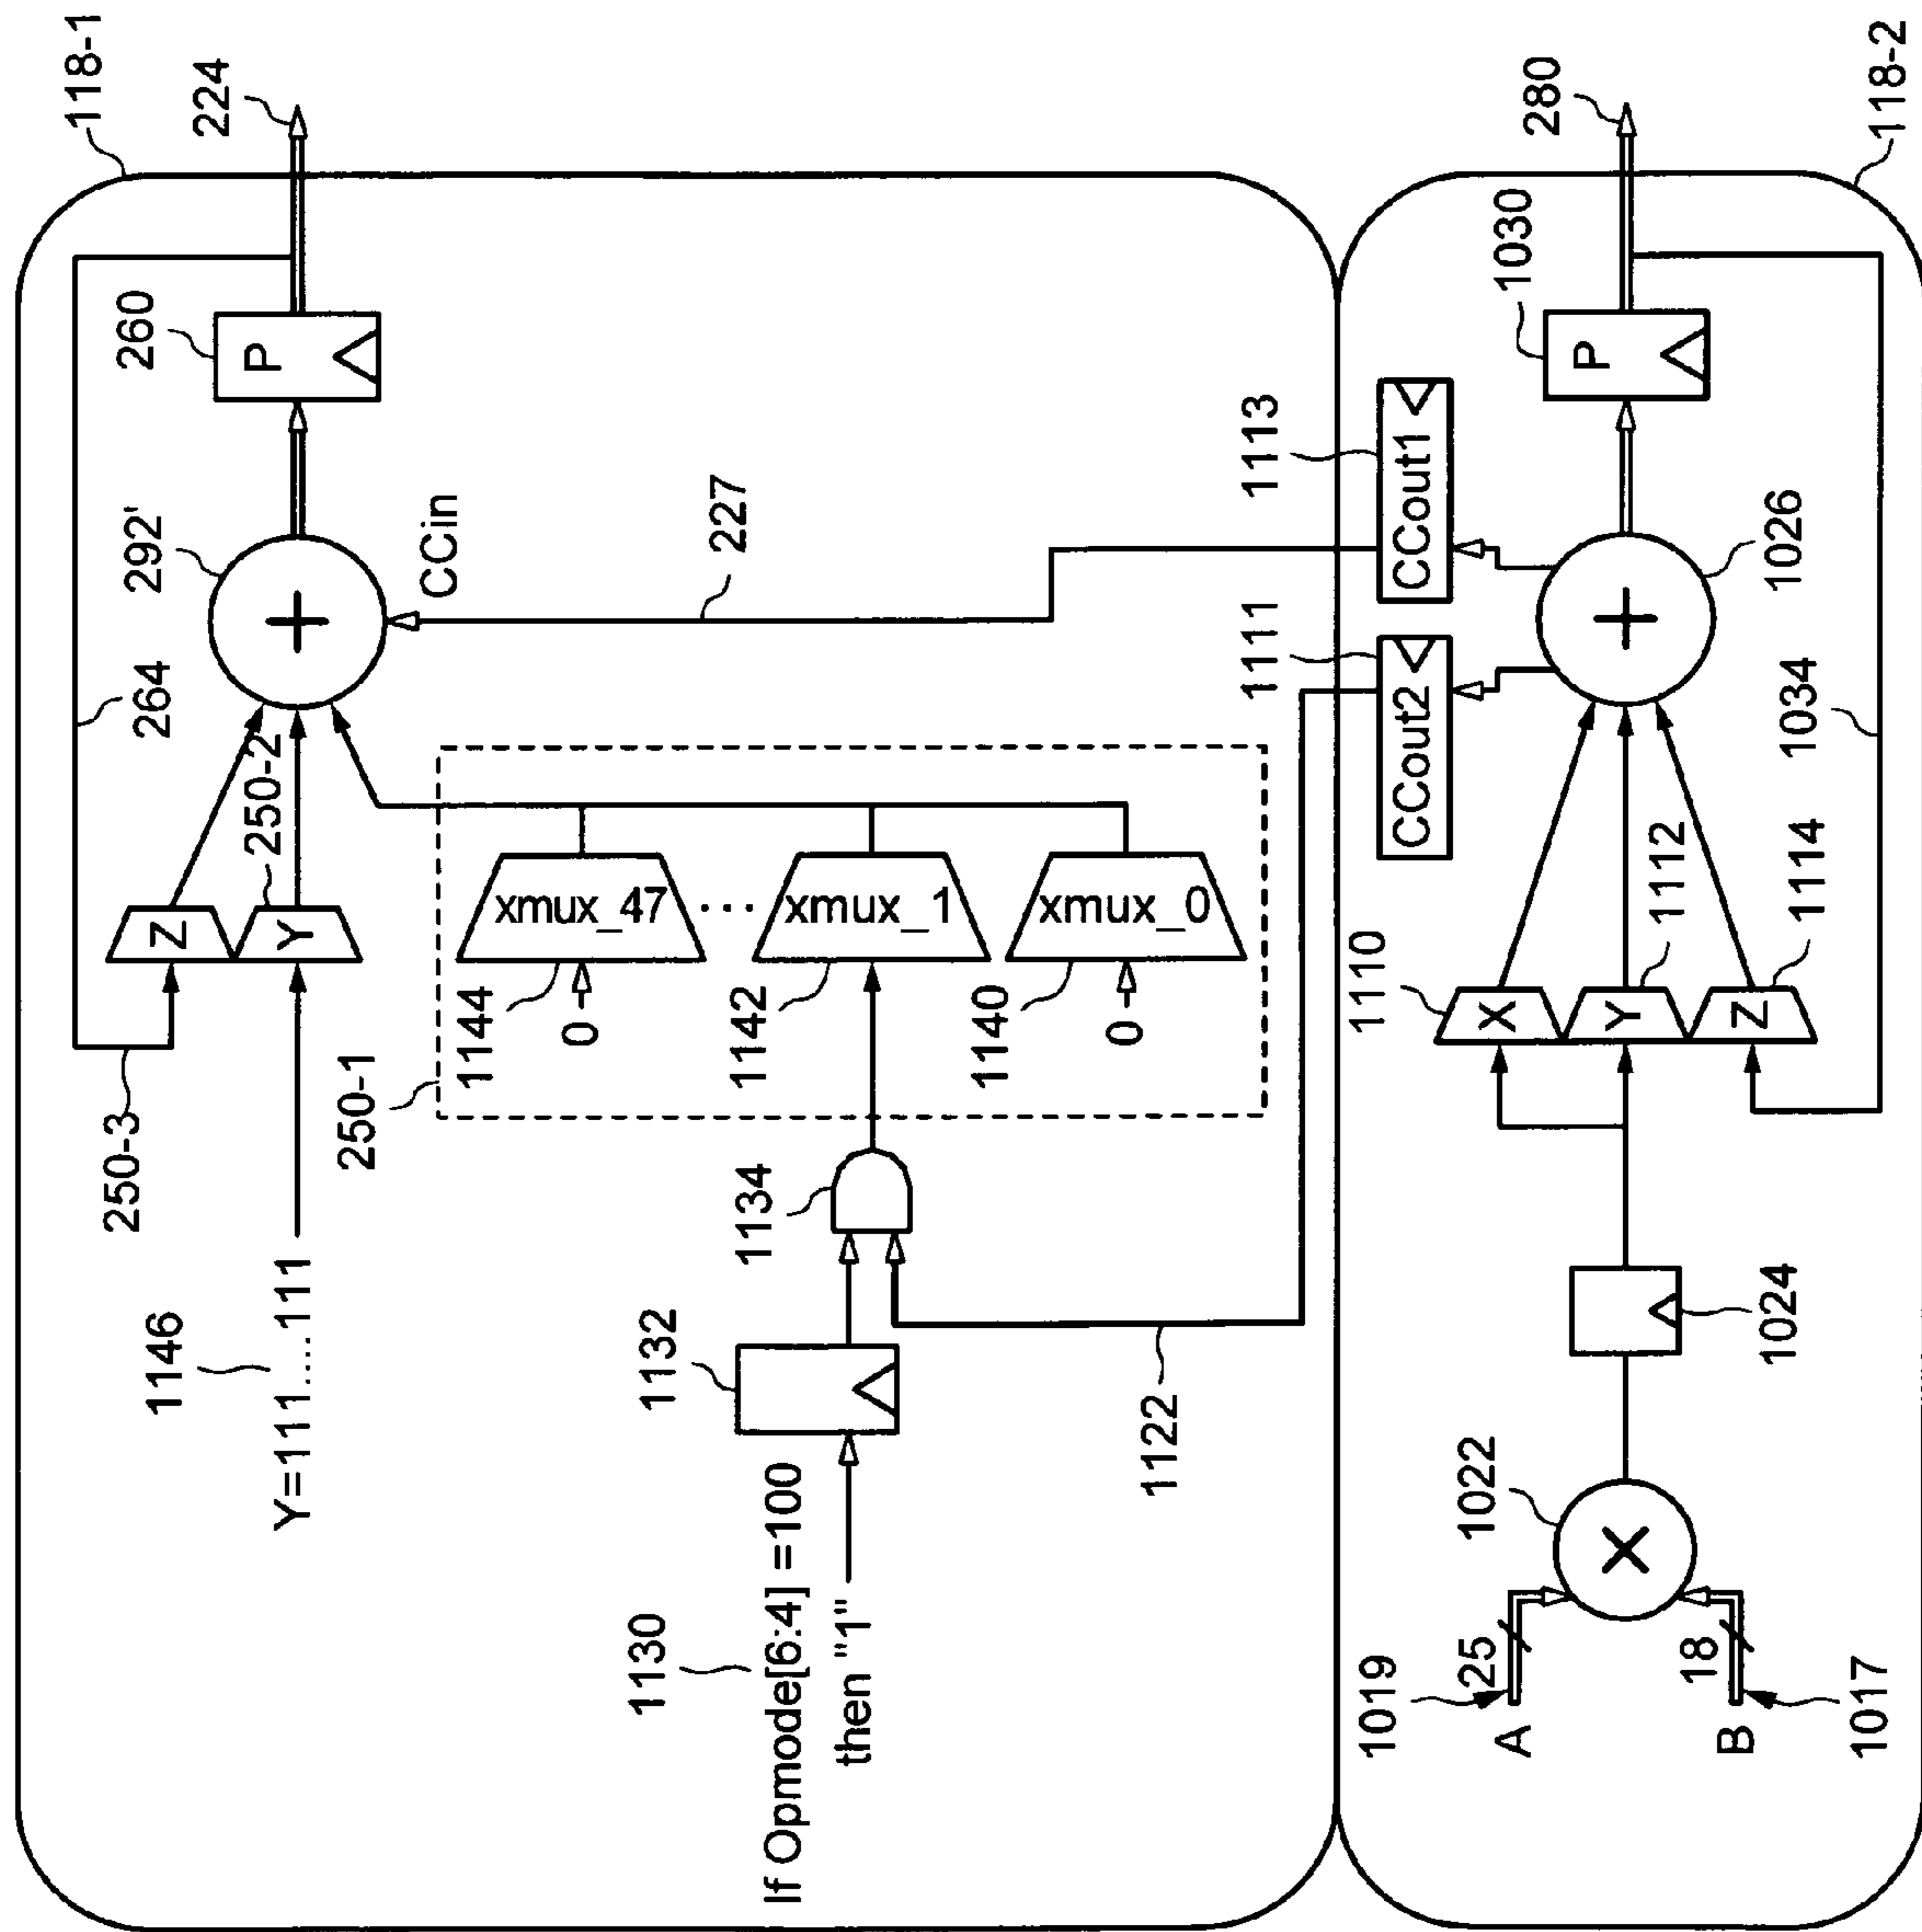 118-1
224
260
P
264
292'
+
CCin
227
Z
250-2
Y
250-3
1146
Y=111....111
250-1
1144
xmux_47
0
...
1142
xmux_1
1140
xmux_0
0
1134
1132
1130
If Opmode[6:4] =100
then "1"
1122
118-2
280
1030
P
1113
CCout1
1111
CCout2
+
1026
1034
1110
X
Y
1112
Z
1114
1024
1022
×
1019
A
25
18
B
1017